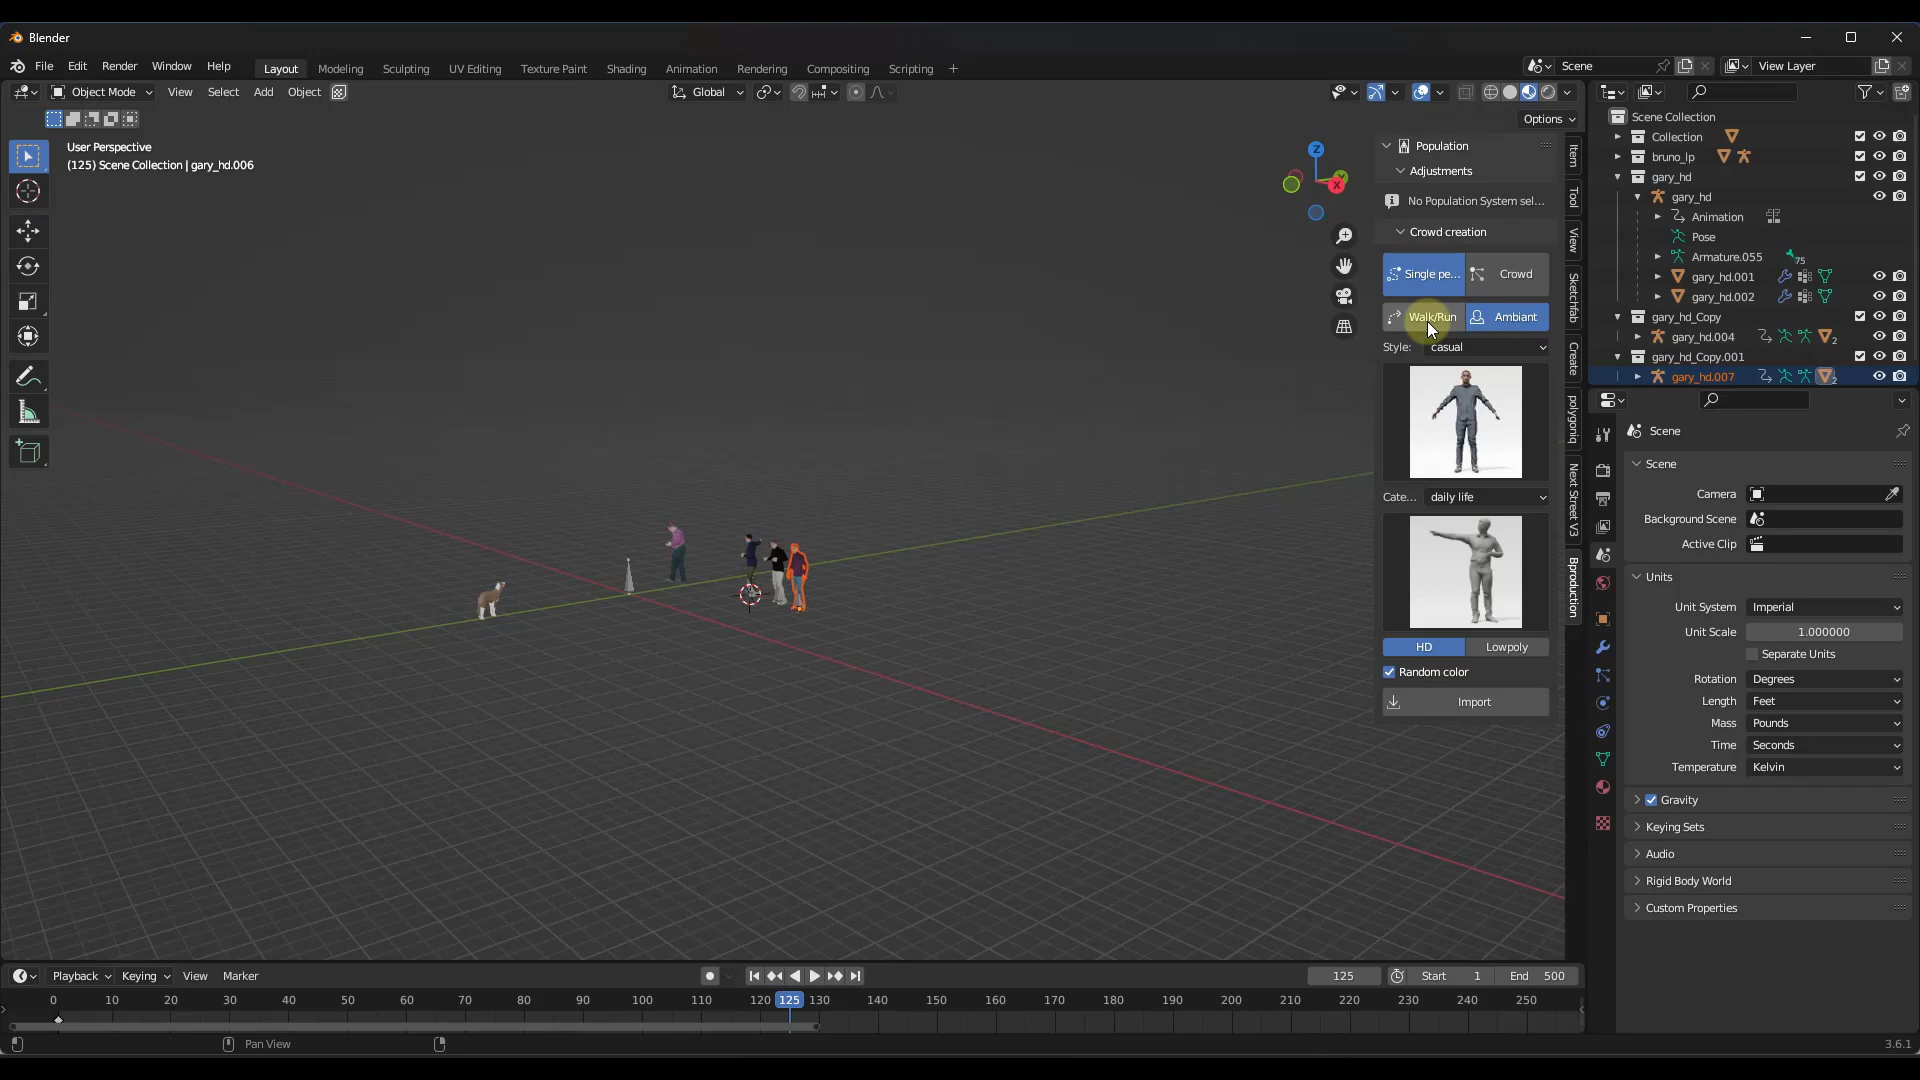 Blender
File Edit Render Window Help
Layout Modeling Sculpting UV Editing Texture Paint Shading Animation Rendering Compositing Scripting
Scene
View Layer
Object Mode View Select Add Object
Global
Options
User Perspective
(125) Scene Collection | gary_hd.006
Z
Y
X
Population
Adjustments
No Population System sel...
Crowd creation
Single pe... Crowd
Walk/Run Ambiant
Style: casual
Cate... daily life
HD Lowpoly
Random color
Import
Item
Tool
View
Sketchfab
Create
polygoniq
Next Street V3
Bproduction
Scene Collection
Collection
bruno_lp
gary_hd
gary_hd
Animation
Pose
Armature.055 75
gary_hd.001
gary_hd.002
gary_hd_Copy
gary_hd.004 2
gary_hd_Copy.001
gary_hd.007 2
Scene
Scene
Camera
Background Scene
Active Clip
Units
Unit System Imperial
Unit Scale 1.000000
Separate Units
Rotation Degrees
Length Feet
Mass Pounds
Time Seconds
Temperature Kelvin
Gravity
Keying Sets
Audio
Rigid Body World
Custom Properties
Playback Keying View Marker
125 Start 1 End 500
0 10 20 30 40 50 60 70 80 90 100 110 120 125 130 140 150 160 170 180 190 200 210 220 230 240 250
Pan View
3.6.1